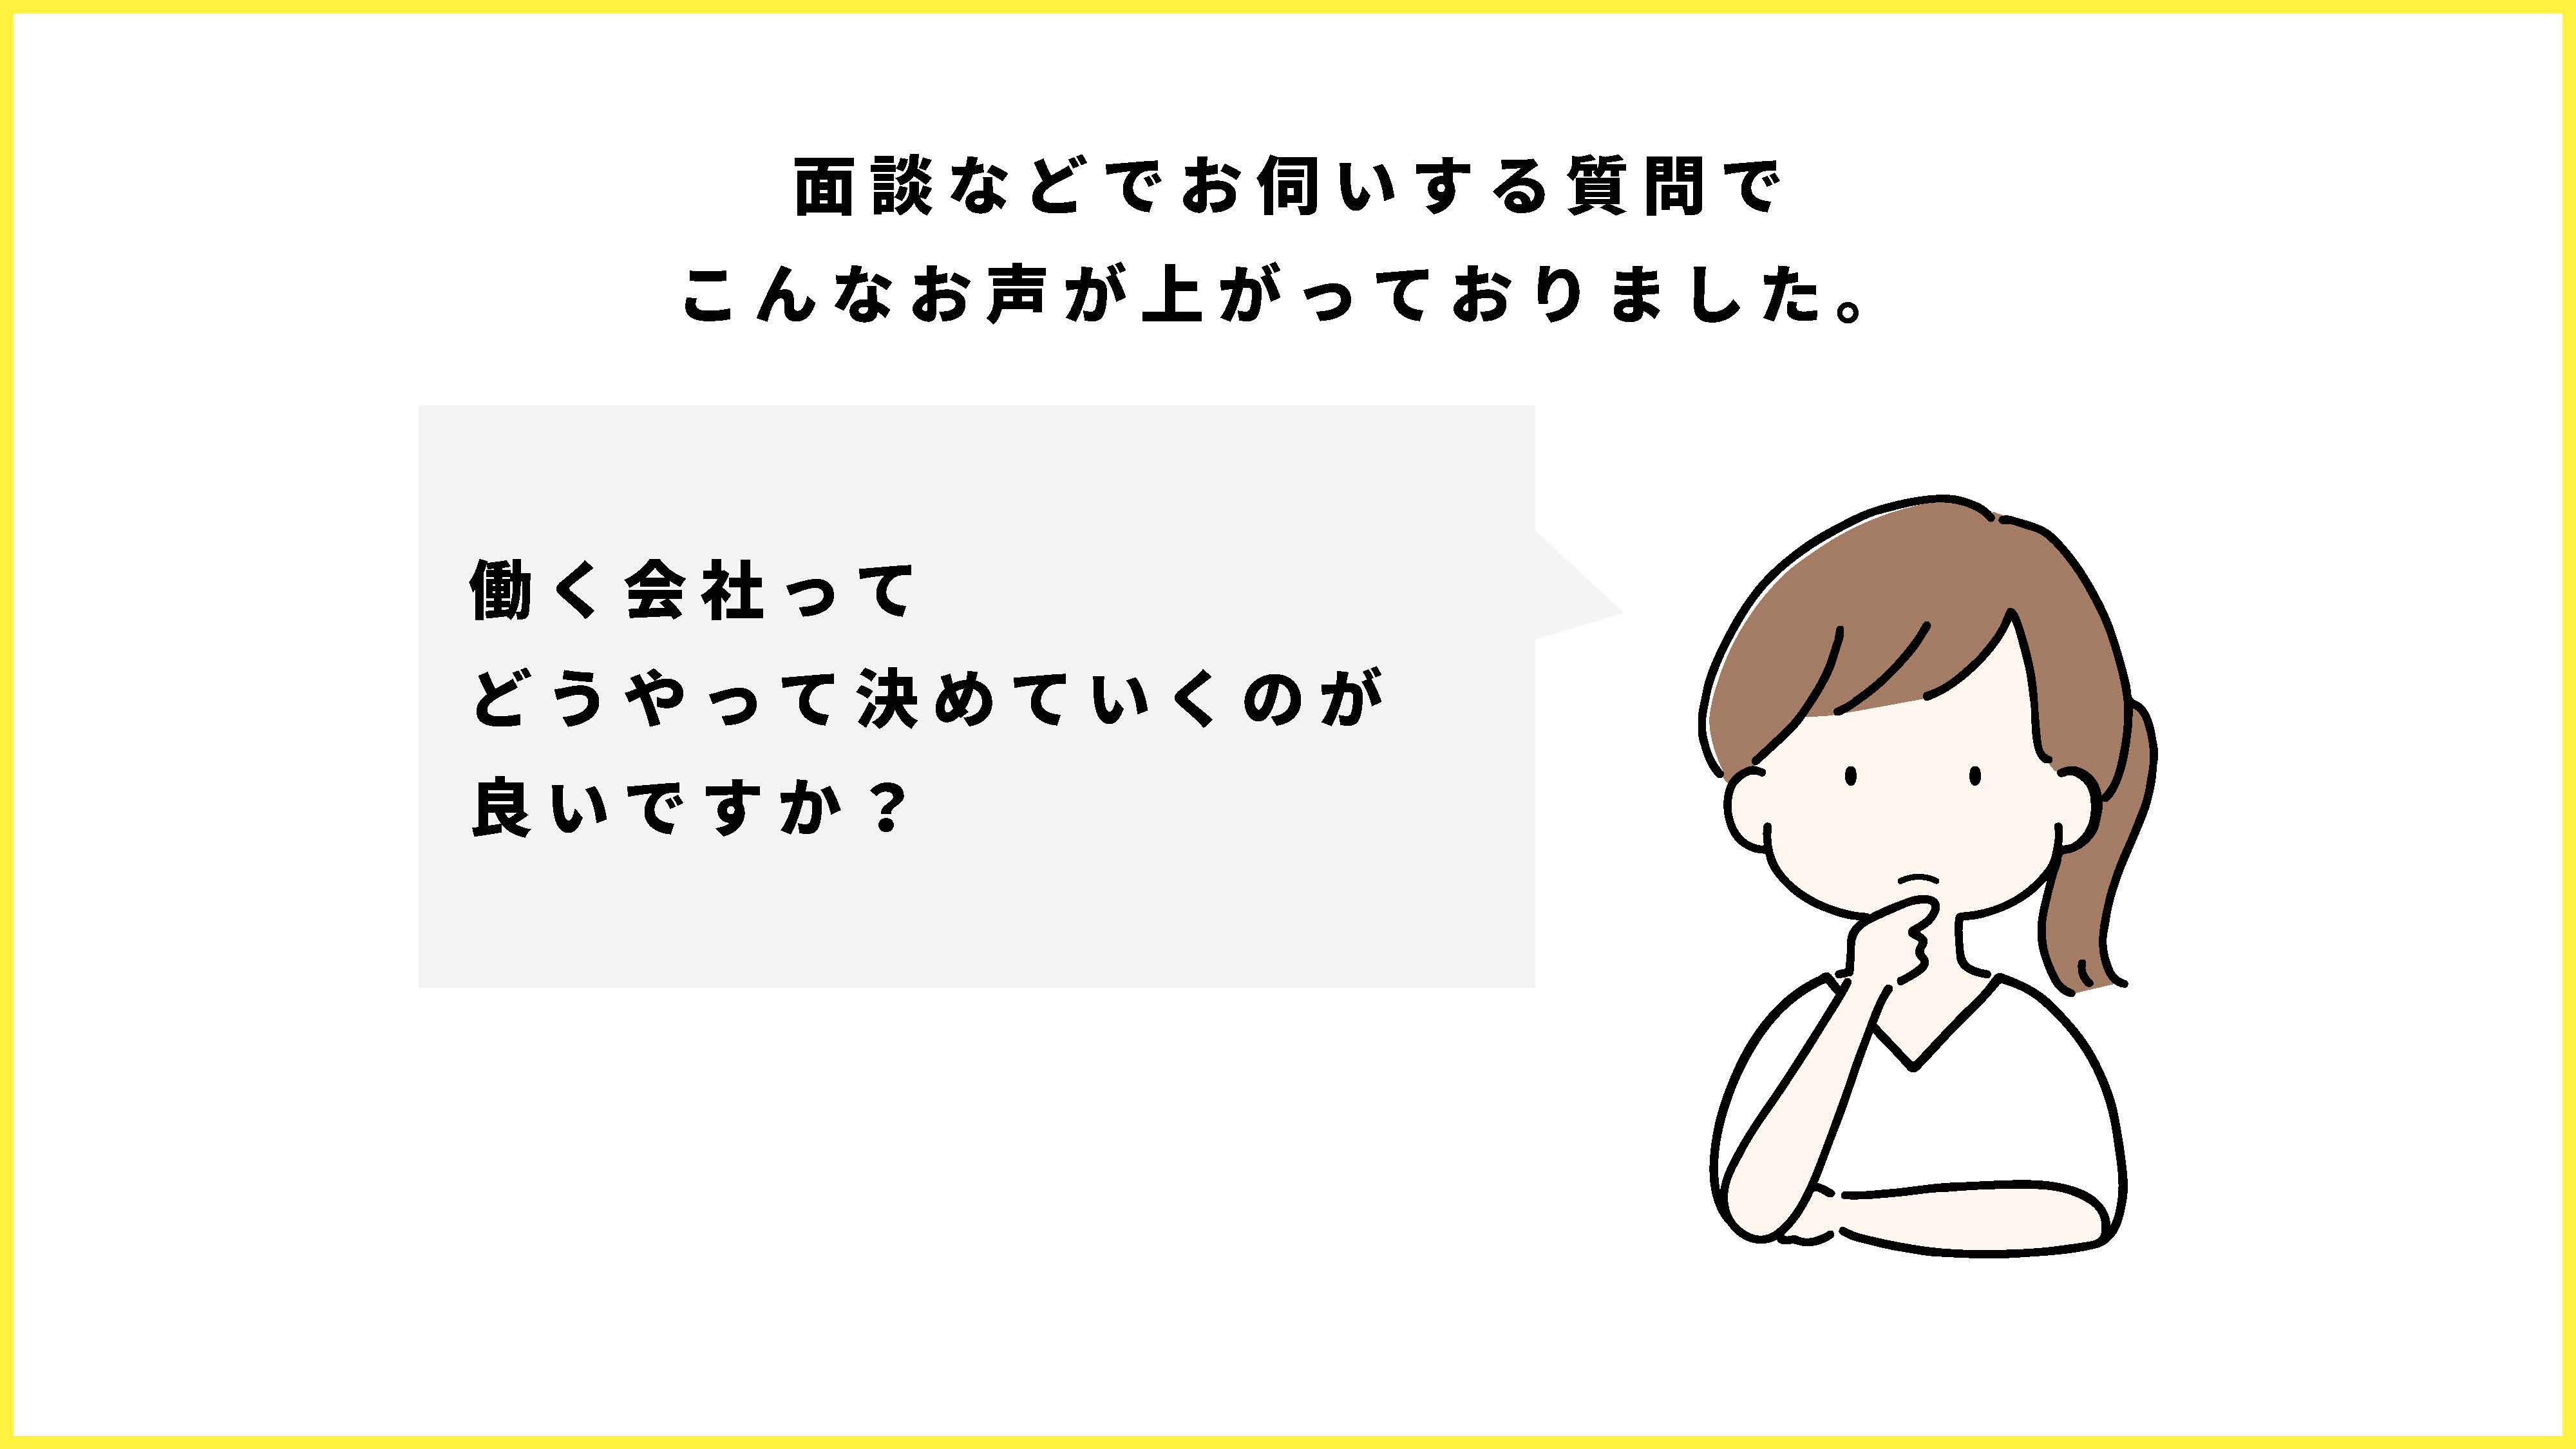 面談などでお伺いする質問で
こんなお声が上がっておりました。
働く会社って
どうやって決めていくのが
良いですか？